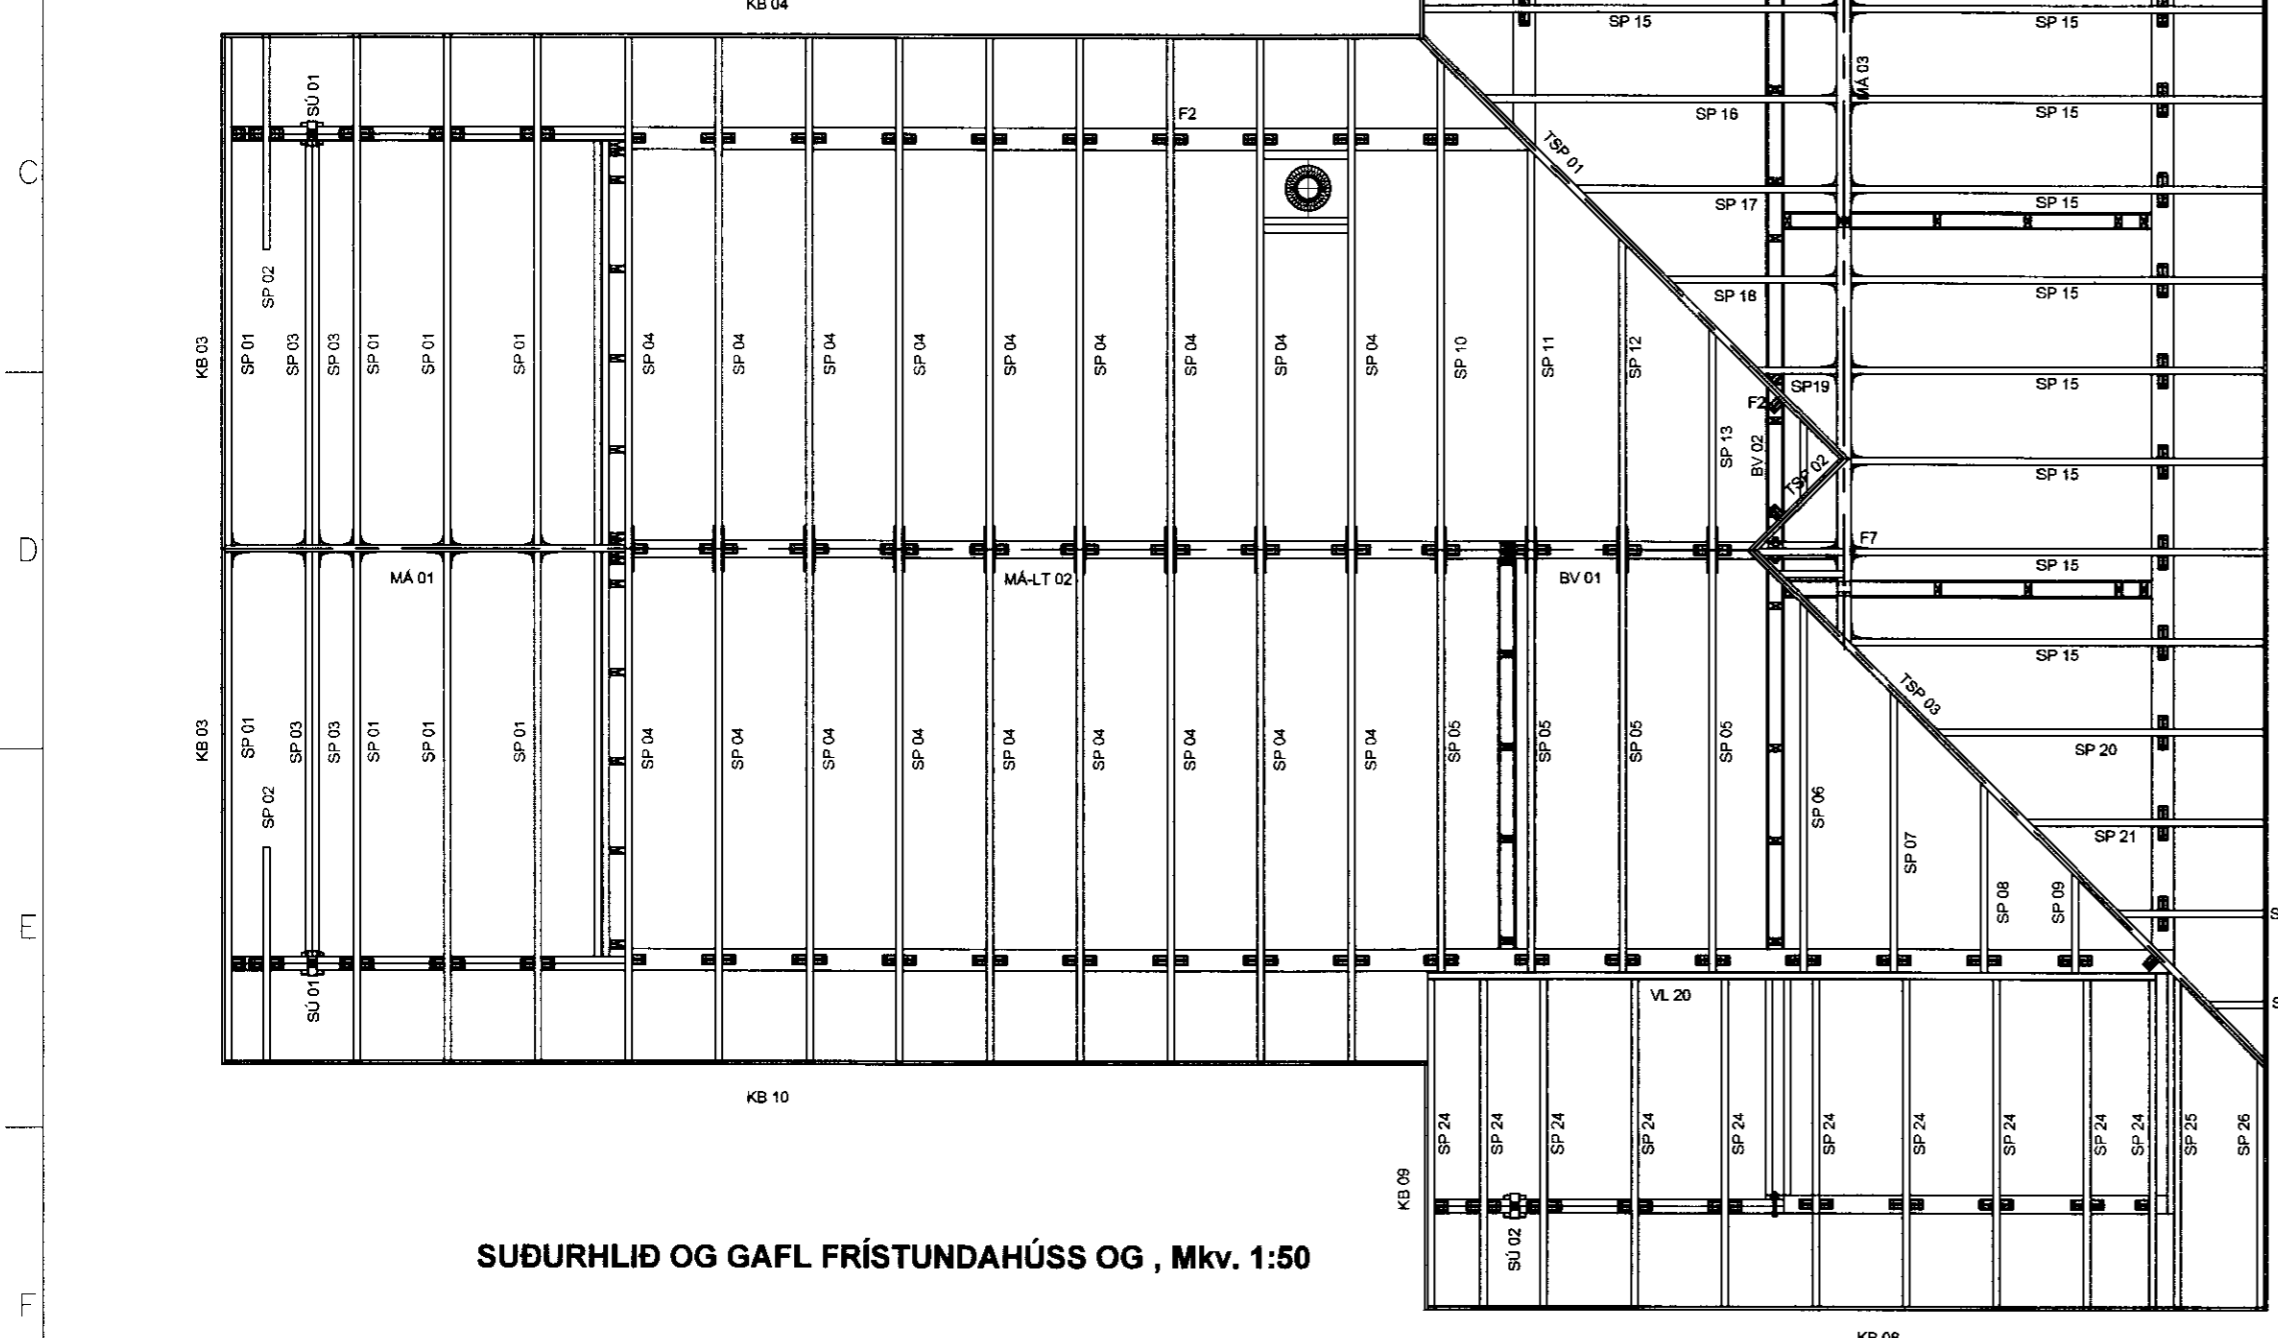 KB 04
SP 15
SP 15
C
SÚ 01
F2
MÁ 03
SP 16
SP 15
TSP 01
SP 17
SP 15
SP 02
SP 18
SP 15
KB 03
SP 01
SP 03
SP 03
SP 01
SP 01
SP 01
SP 04
SP 04
SP 04
SP 04
SP 04
SP 04
SP 04
SP 04
SP 04
SP 10
SP 11
SP 12
SP19
SP 15
F2
SP 13
BV 02
TSP 02
SP 15
D
MÁ 01
MÁ-LT 02
BV 01
F7
SP 15
SP 15
TSP 03
KB 03
SP 01
SP 03
SP 03
SP 01
SP 01
SP 01
SP 04
SP 04
SP 04
SP 04
SP 04
SP 04
SP 04
SP 04
SP 04
SP 05
SP 05
SP 05
SP 05
SP 20
SP 02
SP 06
SP 07
SP 21
E
SP 08
SP 09
SÚ 01
VL 20
KB 10
SP 24
SP 24
SP 24
SP 24
SP 24
SP 24
SP 24
SP 24
SP 24
SP 24
SP 25
SP 26
KB 09
SÚ 02
SUÐURHLIÐ OG GAFL FRÍSTUNDAHÚSS OG , Mkv. 1:50
F
KB 08